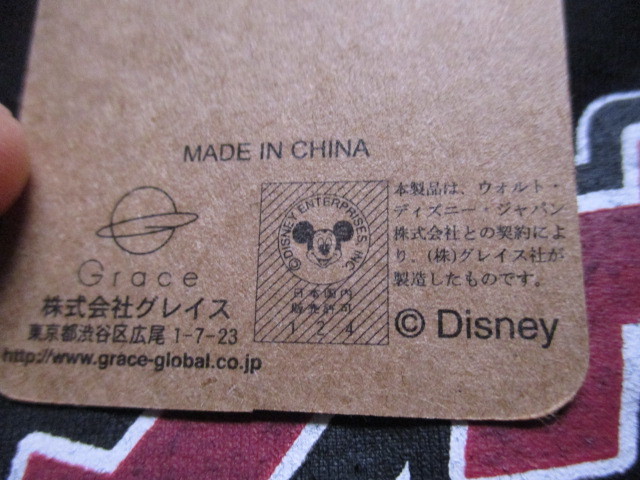 MADE IN CHINA
Grace
株式会社グレイス
東京都渋谷区広尾 1-7-23
http://www.grace-global.co.jp
©DISNEY ENTERPRISES, INC
日本国内
販売許可
124
本製品は、ウォルト・
ディズニー・ジャパン
株式会社との契約によ
り、(株)グレイス社が
製造したものです。
© Disney